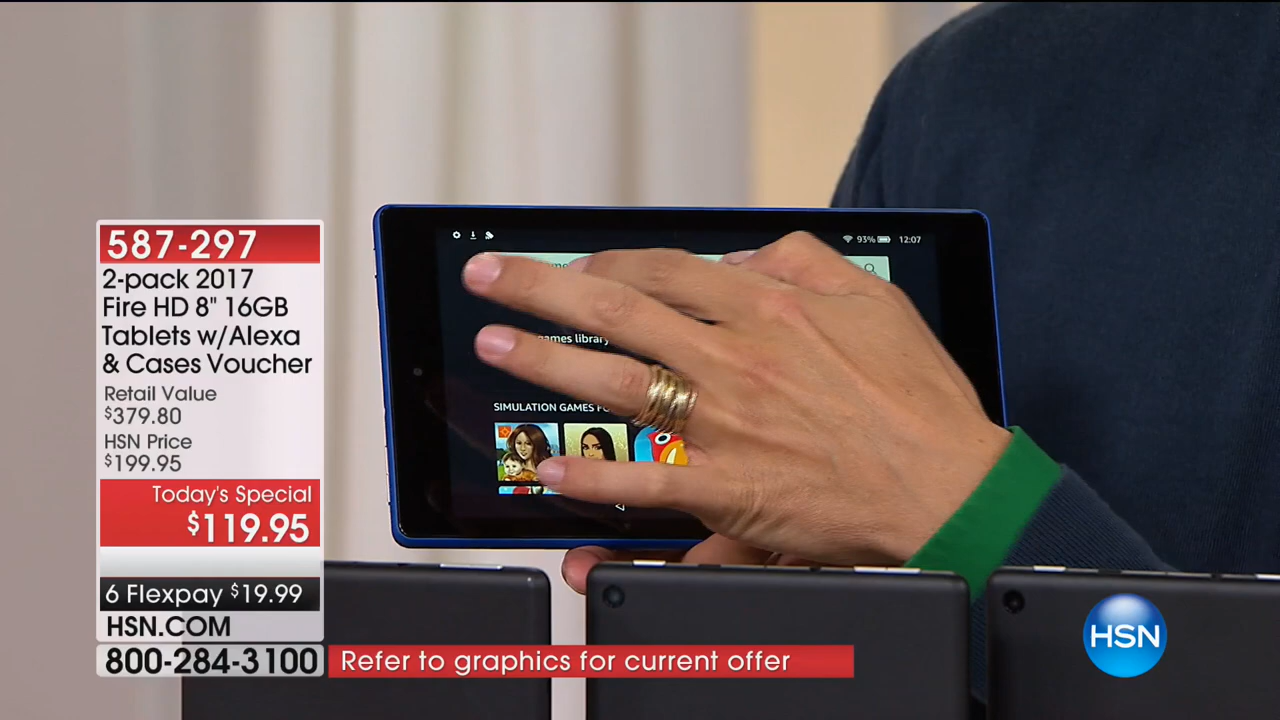 587-297
2-pack 2017
Fire HD 8" 16GB
Tablets w/Alexa
& Cases Voucher
Retail Value
$379.80
HSN Price
$199.95
Today's Special
$119.95
6 Flexpay $19.99
HSN.COM
800-284-3100
Refer to graphics for current offer
93% 12:07
games library
SIMULATION GAMES
HSN